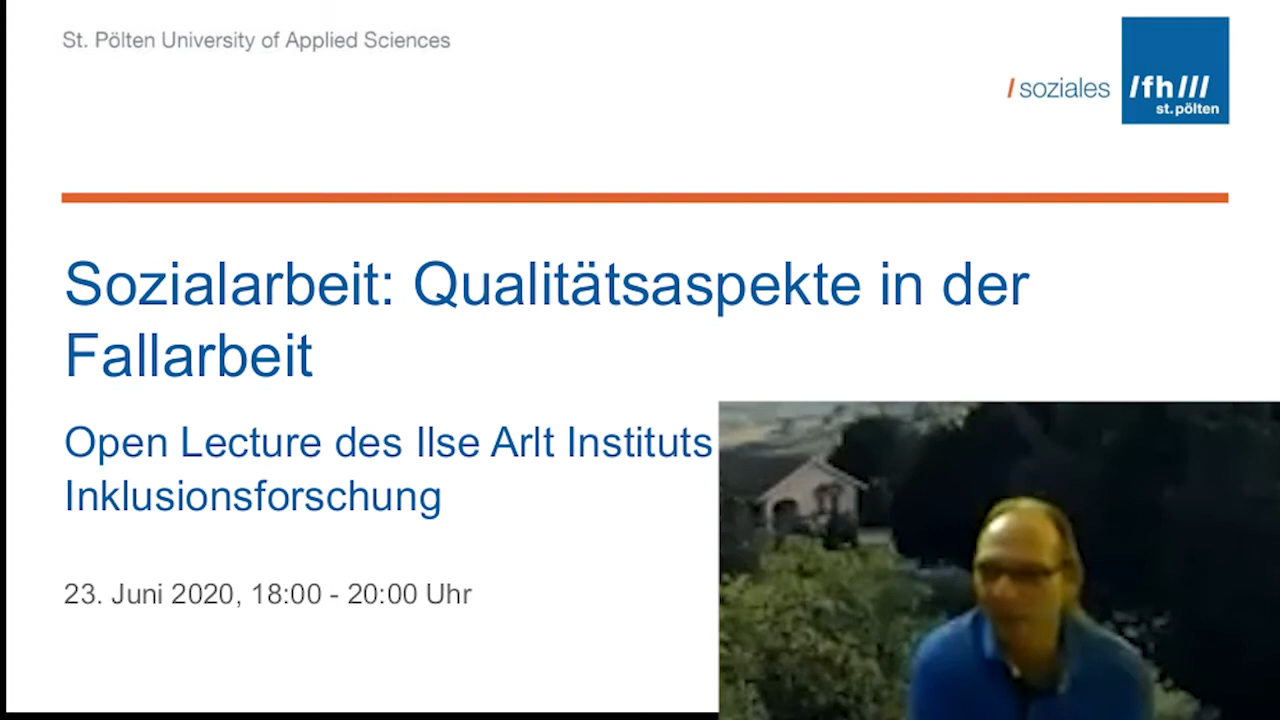 St. Pölten University of Applied Sciences
/ soziales
/fh///
st.pölten
Sozialarbeit: Qualitätsaspekte in der
Fallarbeit
Open Lecture des Ilse Arlt Instituts
Inklusionsforschung
23. Juni 2020, 18:00 - 20:00 Uhr